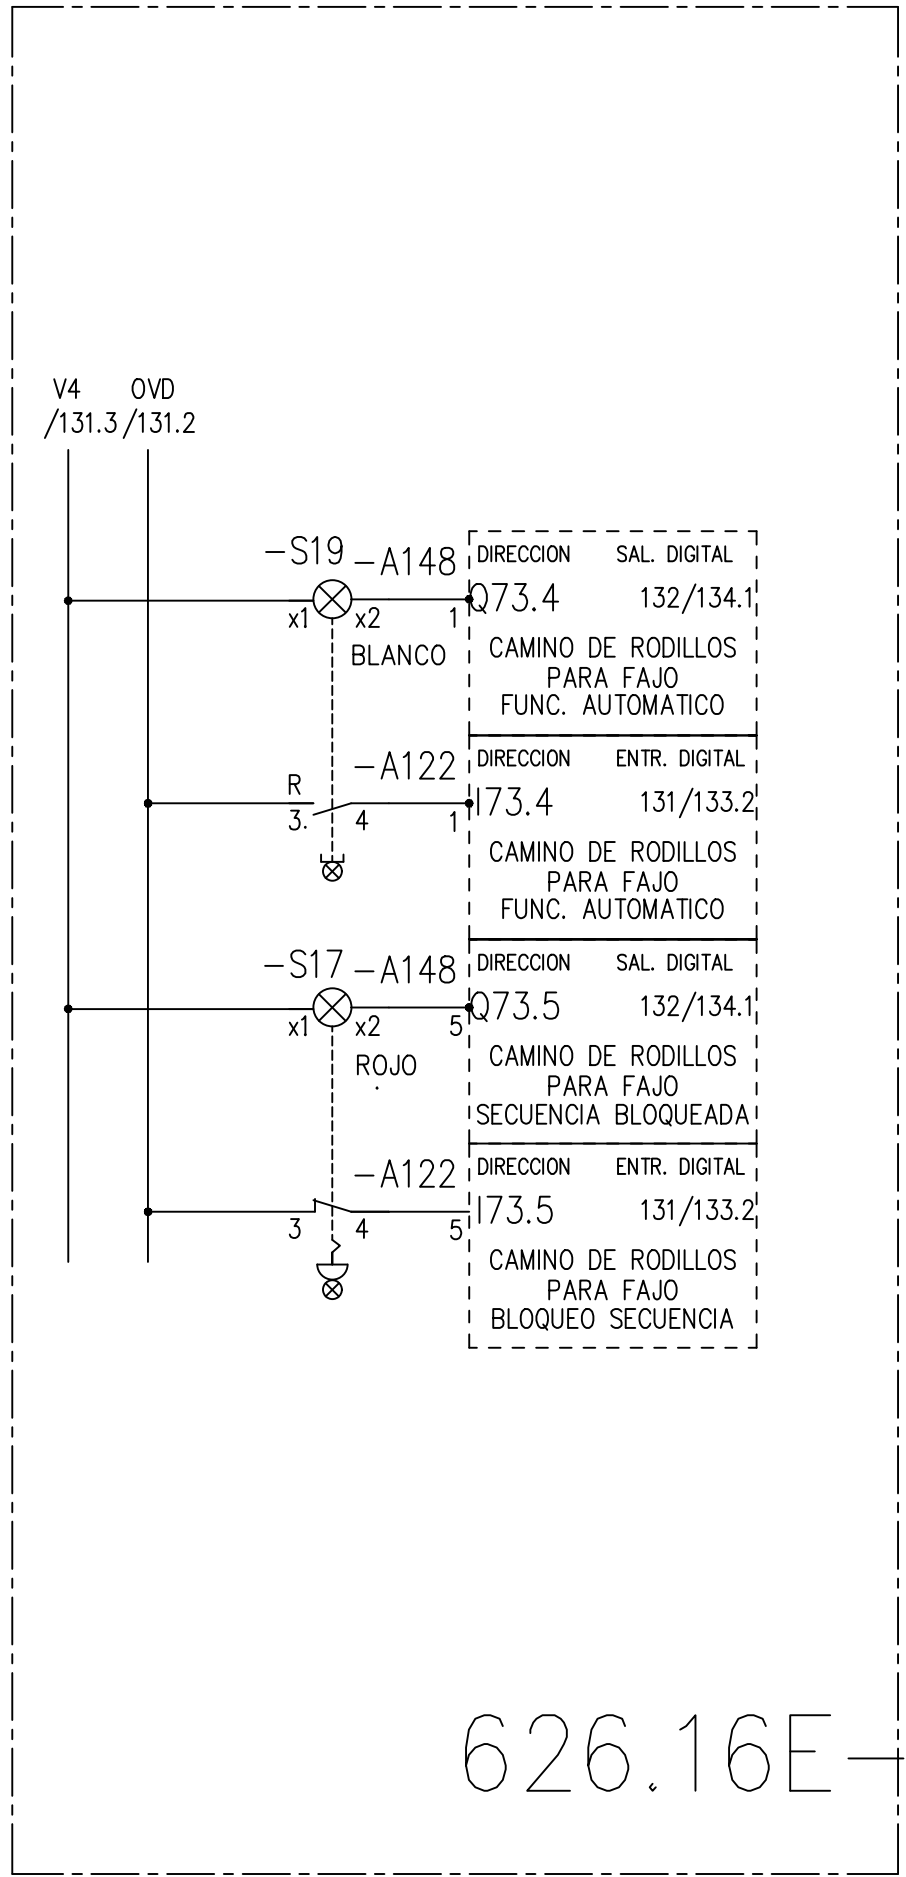 V4 OVD
/131.3 /131.2
-S19 -A148 DIRECCION SAL. DIGITAL
x1 x2 1 Q73.4 132/134.1
BLANCO
CAMINO DE RODILLOS
PARA FAJO
FUNC. AUTOMATICO
-A122 DIRECCION ENTR. DIGITAL
R
3. 4 1 I73.4 131/133.2
CAMINO DE RODILLOS
PARA FAJO
FUNC. AUTOMATICO
-S17 -A148 DIRECCION SAL. DIGITAL
x1 x2 5 Q73.5 132/134.1
ROJO
CAMINO DE RODILLOS
PARA FAJO
SECUENCIA BLOQUEADA
-A122 DIRECCION ENTR. DIGITAL
3 4 5 I73.5 131/133.2
CAMINO DE RODILLOS
PARA FAJO
BLOQUEO SECUENCIA
626.16E